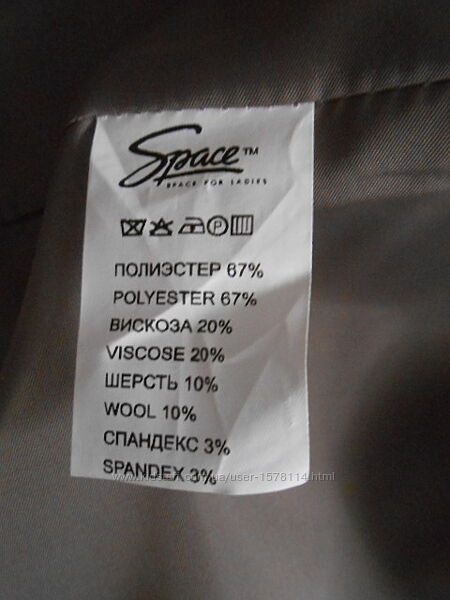 Space™
SPACE FOR LADIES
P
ПОЛИЭСТЕР 67%
POLYESTER 67%
ВИСКОЗА 20%
VISCOSE 20%
ШЕРСТЬ 10%
WOOL 10%
СПАНДЕКС 3%
SPANDEX 3%